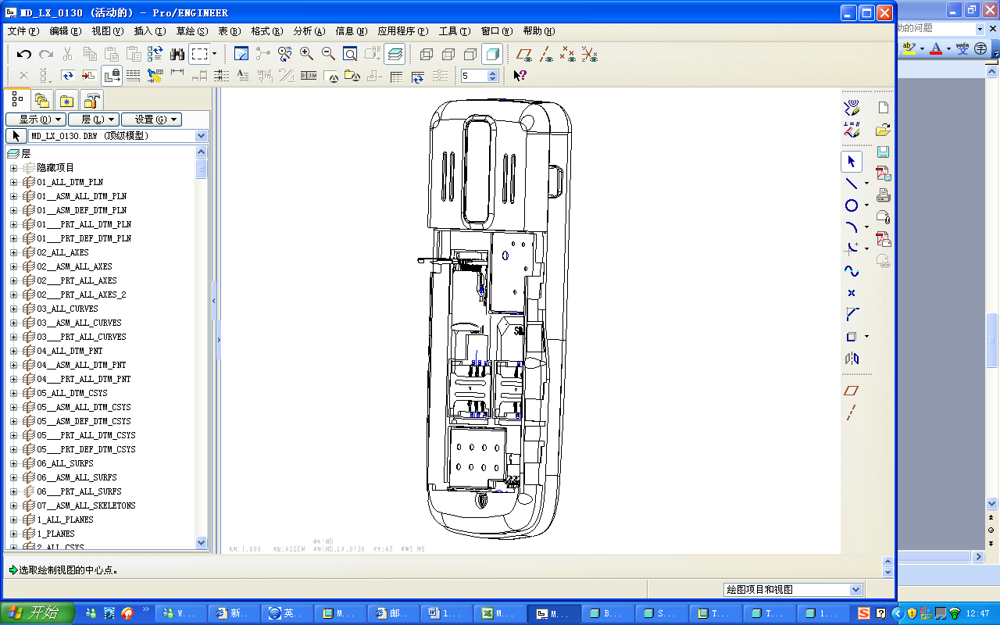 MD_LX_0130 (活动的) - Pro/ENGINEER
文件(F) 编辑(E) 视图(V) 插入(I) 草绘(S) 表(B) 格式(R) 分析(A) 信息(N) 应用程序(P) 工具(T) 窗口(W) 帮助(H)
助的问题
5
显示(O) 层(L) 设置(G)
MD_LX_0130.DRW (顶级模型)
层
隐藏项目
01_ALL_DTM_PLN
01__ASM_ALL_DTM_PLN
01__ASM_DEF_DTM_PLN
01___PRT_ALL_DTM_PLN
01___PRT_DEF_DTM_PLN
02_ALL_AXES
02__ASM_ALL_AXES
02___PRT_ALL_AXES
02___PRT_ALL_AXES_2
03_ALL_CURVES
03__ASM_ALL_CURVES
03___PRT_ALL_CURVES
04_ALL_DTM_PNT
04__ASM_ALL_DTM_PNT
04___PRT_ALL_DTM_PNT
05_ALL_DTM_CSYS
05__ASM_ALL_DTM_CSYS
05__ASM_DEF_DTM_CSYS
05___PRT_ALL_DTM_CSYS
05___PRT_DEF_DTM_CSYS
06_ALL_SURFS
06__ASM_ALL_SURFS
06___PRT_ALL_SURFS
07__ASM_ALL_SKELETONS
1_ALL_PLANES
1_PLANES
2_ALL_CSYS
选取绘制视图的中心点。
绘图项目和视图
开始 W... 新... 英... M... 邮... 1... M... M... B... S... T... T... 1... 12:47